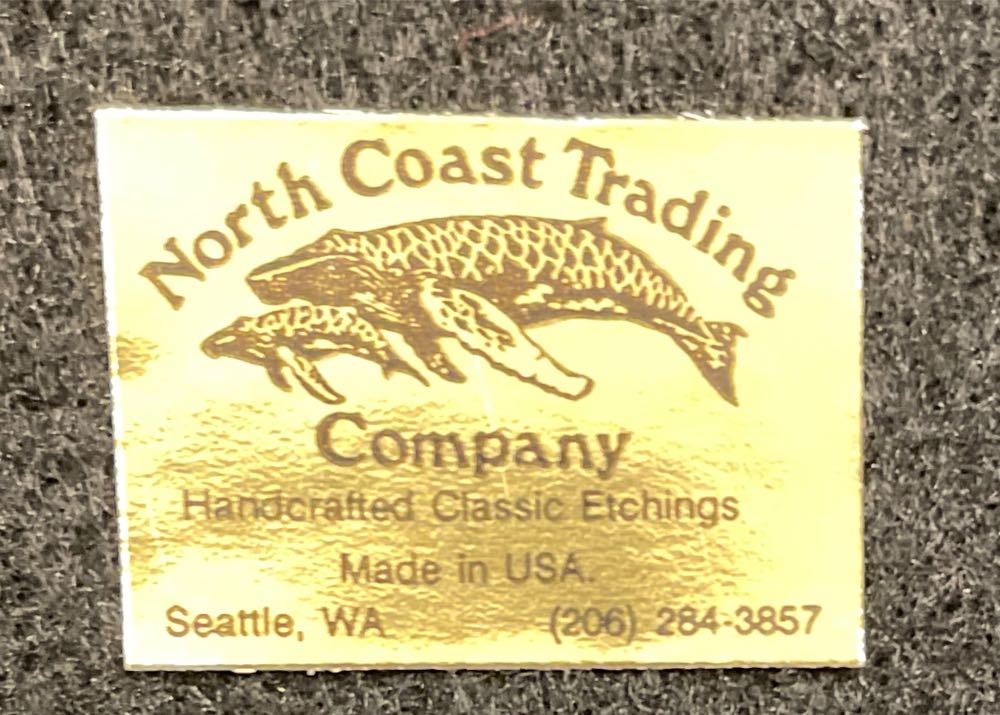 North Coast Trading
Company
Handcrafted Classic Etchings
Made in USA.
Seattle, WA (206) 284-3857